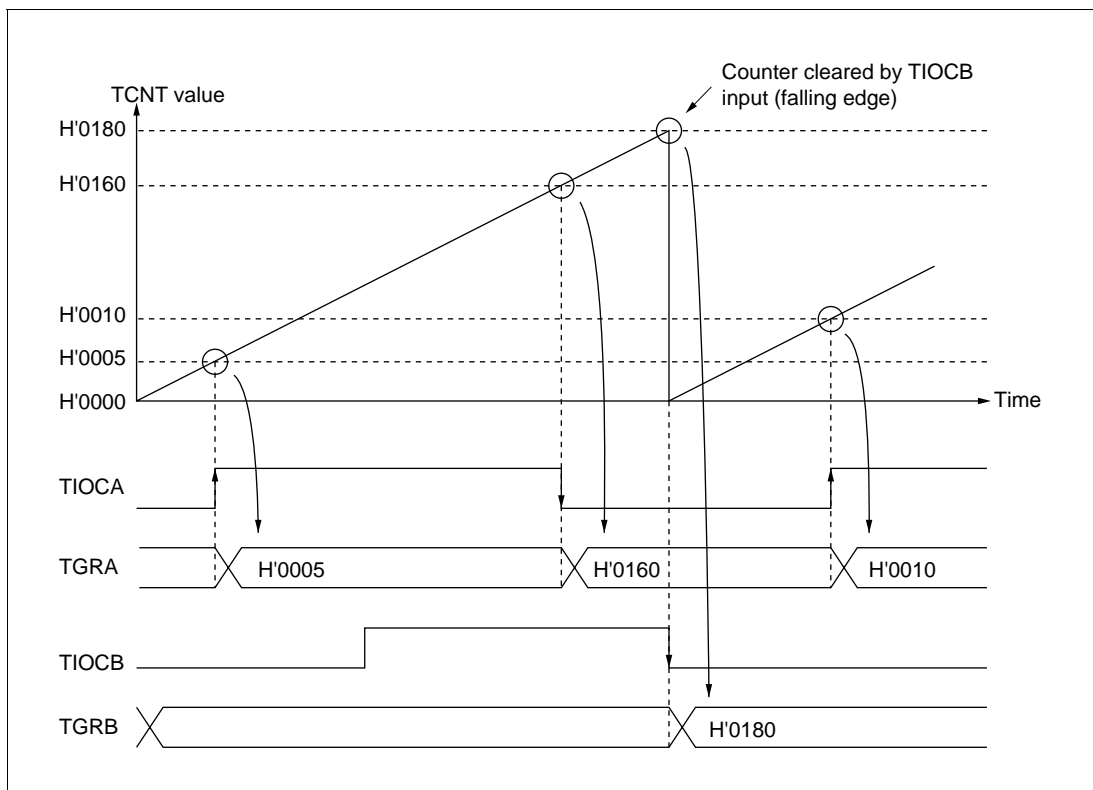 Counter cleared by TIOCB
input (falling edge)
TCNT value
H'0180
H'0160
H'0010
H'0005
H'0000
Time
TIOCA
TGRA
H'0005
H'0160
H'0010
TIOCB
TGRB
H'0180